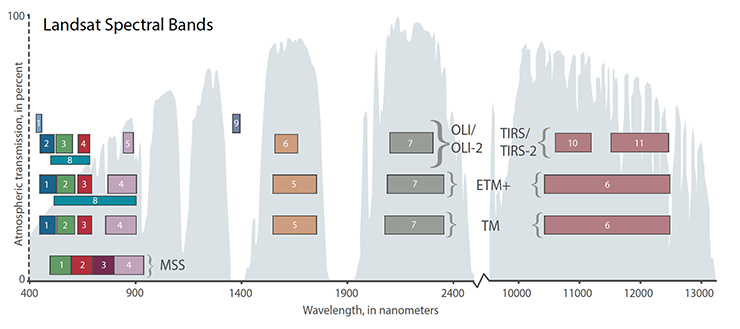 100
Landsat Spectral Bands
Atmospheric transmission, in percent
1
9
2 3 4 5 6 7 OLI/ OLI-2 TIRS/ TIRS-2 10 11
8
1 2 3 4 5 7 ETM+ 6
8
1 2 3 4 5 7 TM 6
1 2 3 4 MSS
0
400 900 1400 1900 2400 10000 11000 12000 13000
Wavelength, in nanometers